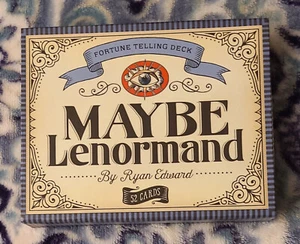 FORTUNE TELLING DECK
MAYBE
Lenormand
By Ryan Edward
52 CARDS